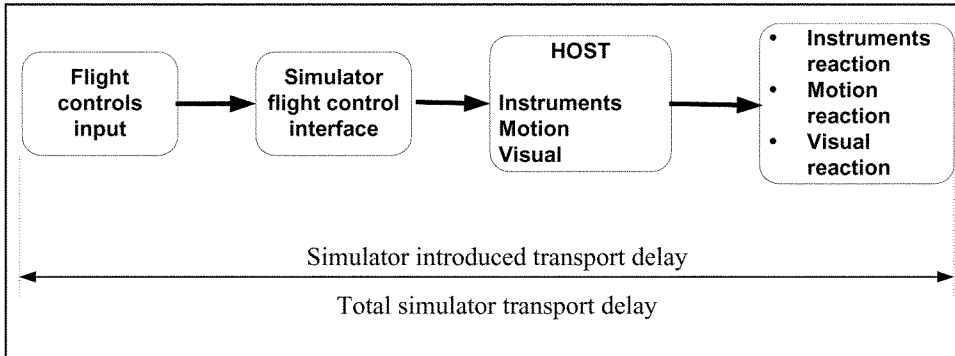 Flight
controls
input
Simulator
flight control
interface
HOST
Instruments
Motion
Visual
• Instruments
reaction
• Motion
reaction
• Visual
reaction
Simulator introduced transport delay
Total simulator transport delay